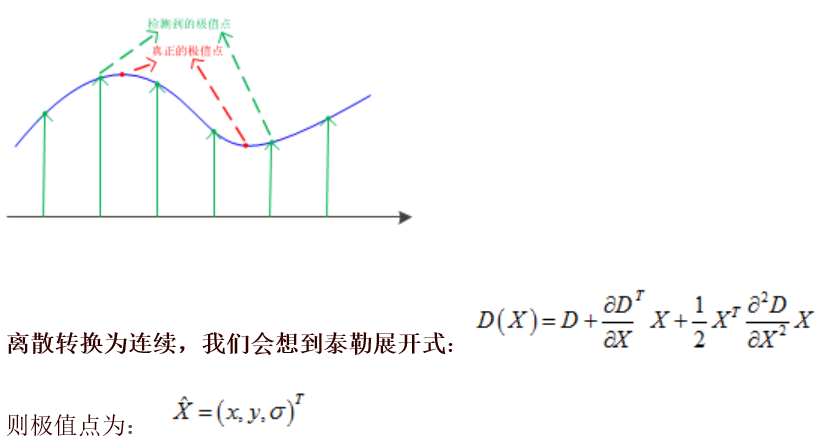 检测到的极值点
真正的极值点
离散转换为连续，我们会想到泰勒展开式： D(X) = D + ∂D^T/∂X X + 1/2 X^T ∂²D/∂X² X
则极值点为： X̂ = (x, y, σ)^T